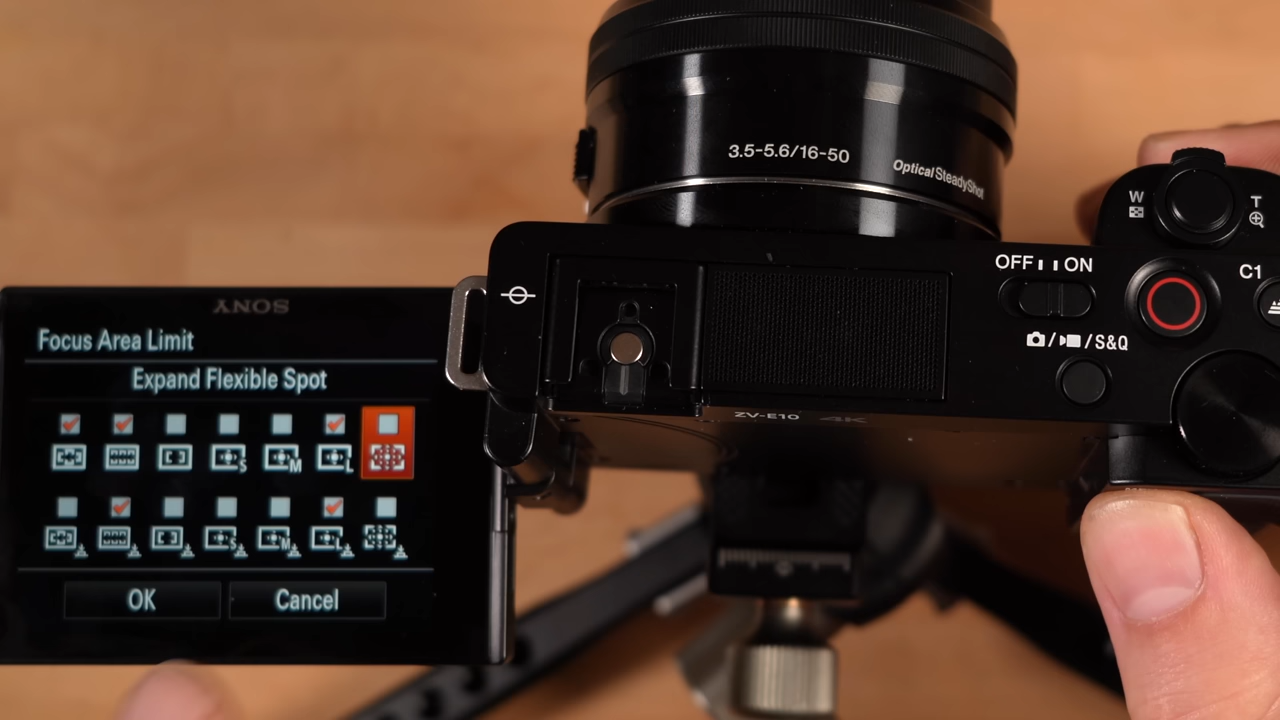 3.5-5.6/16-50
Optical SteadyShot
W
T
OFF ON
C1
/ /S&Q
SONY
Focus Area Limit
Expand Flexible Spot
S
M
L
S
M
L
OK
Cancel
ZV-E10
4K